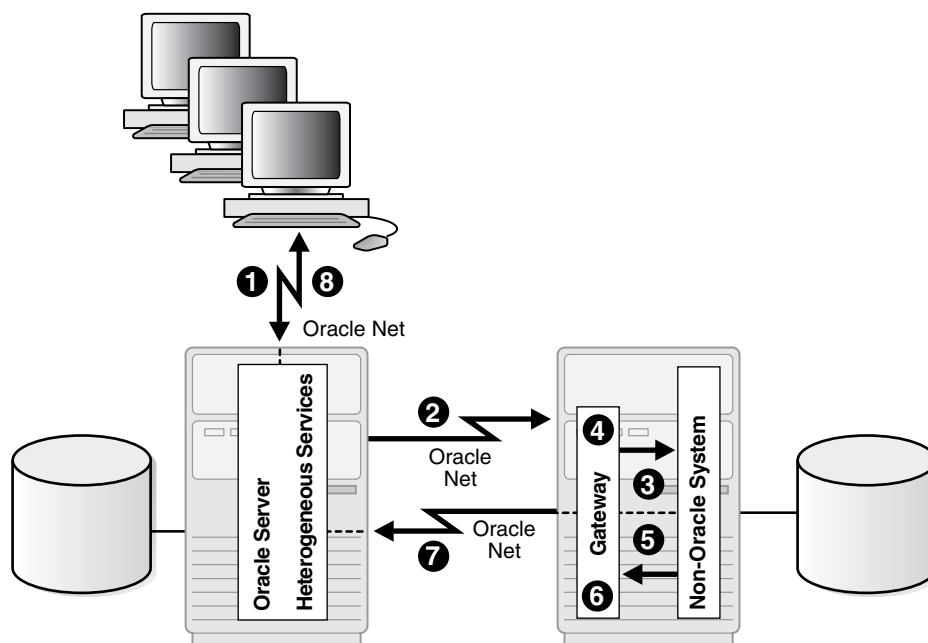 1
8
Oracle Net
Oracle Server
Heterogeneous Services
2
Oracle
Net
7
Oracle
Net
4
3
Gateway
5
6
Non-Oracle System